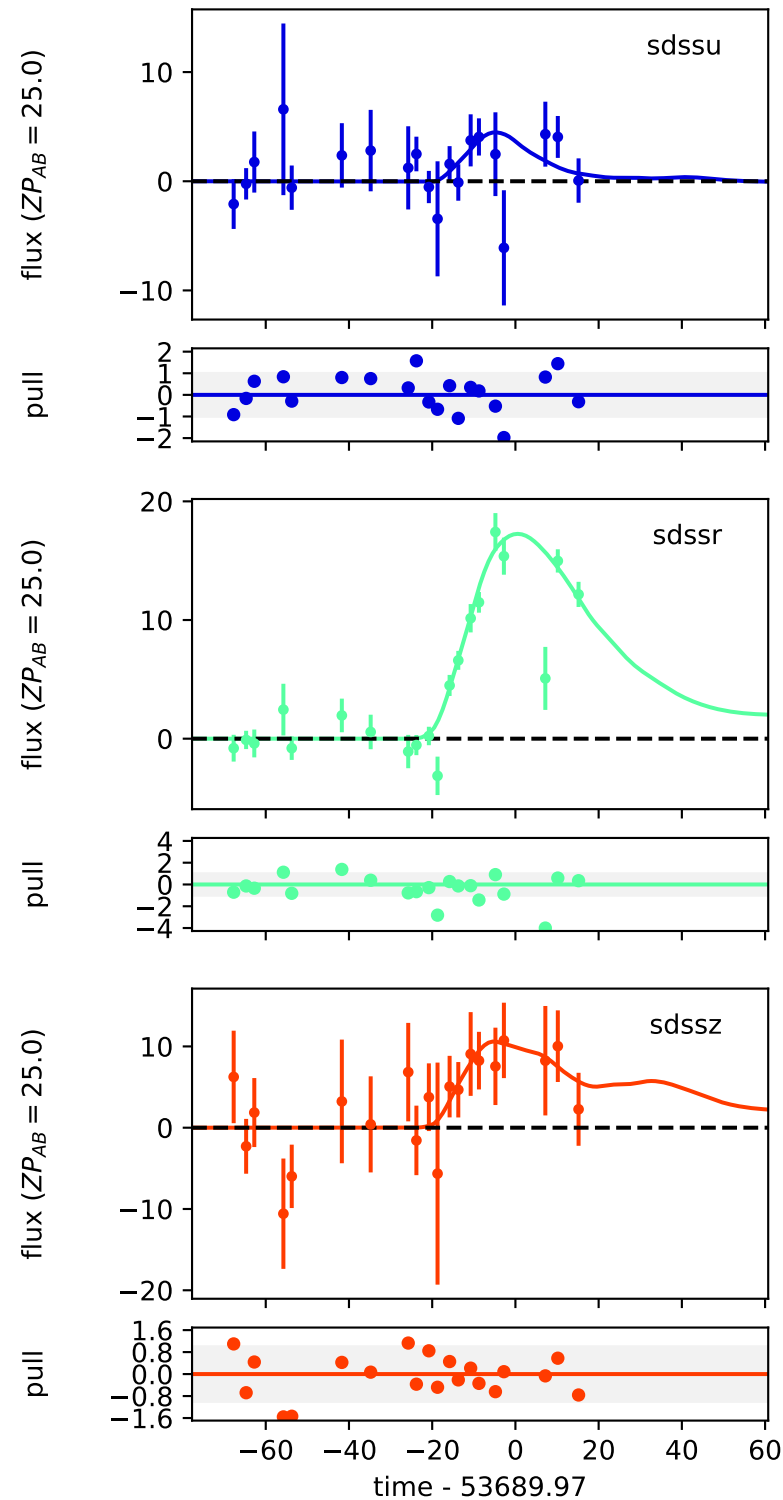 sdssu
flux (ZP_AB = 25.0)
10
0
−10
pull
2
1
0
−1
−2
sdssr
flux (ZP_AB = 25.0)
20
10
0
pull
4
2
0
−2
−4
sdssz
flux (ZP_AB = 25.0)
10
0
−10
−20
pull
1.6
0.8
0.0
−0.8
−1.6
−60 −40 −20 0 20 40 60
time - 53689.97